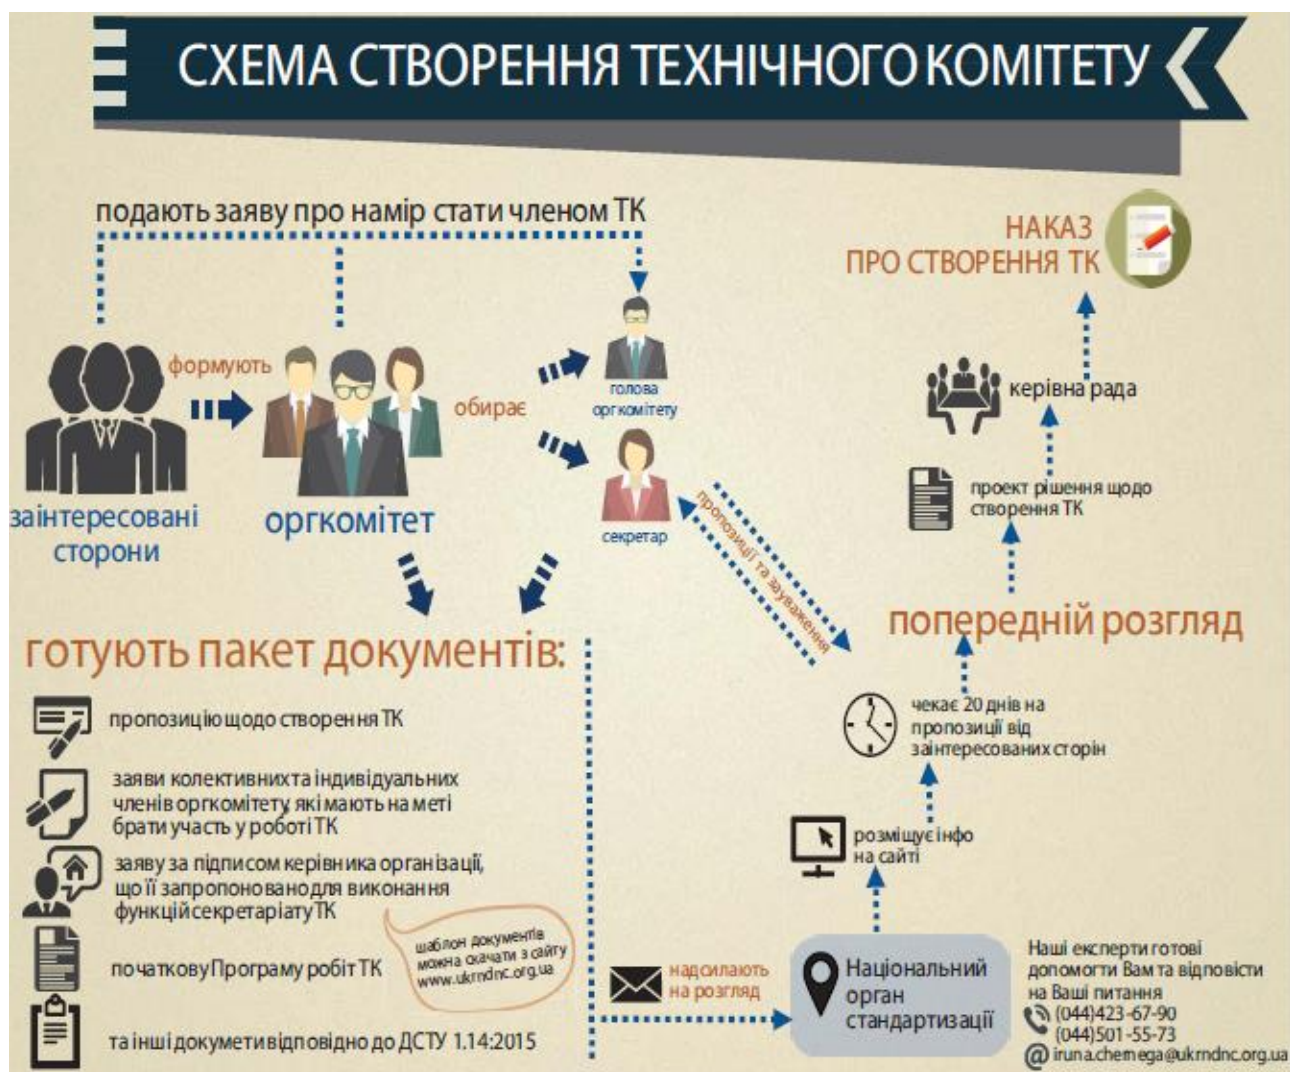 СХЕМА СТВОРЕННЯ ТЕХНІЧНОГО КОМІТЕТУ
подають заяву про намір стати членом ТК
формують
заінтересовані
сторони
оргкомітет
обирає
голова
оргкомітету
секретар
пропозиції та зауваження
готують пакет документів:
пропозицію щодо створення ТК
заяви колективних та індивідуальних
членів оргкомітету, які мають на меті
брати участь у роботі ТК
заяву за підписом керівника організації,
що її запропоновано для виконання
функцій секретаріату ТК
початкову Програму робіт ТК
та інші докумети відповідно до ДСТУ 1.14:2015
шаблон документів
можна скачати з сайту
www.ukrndnc.org.ua
надсилають
на розгляд
Національний
орган
стандартизації
розміщує інфо
на сайті
чекає 20 днів на
пропозиції від
заінтересованих сторін
попередній розгляд
проект рішення щодо
створення ТК
керівна рада
НАКАЗ
ПРО СТВОРЕННЯ ТК
Наші експерти готові
допомогти Вам та відповісти
на Ваші питання
(044)423-67-90
(044)501-55-73
@ iruna.chernega@ukrndnc.org.ua